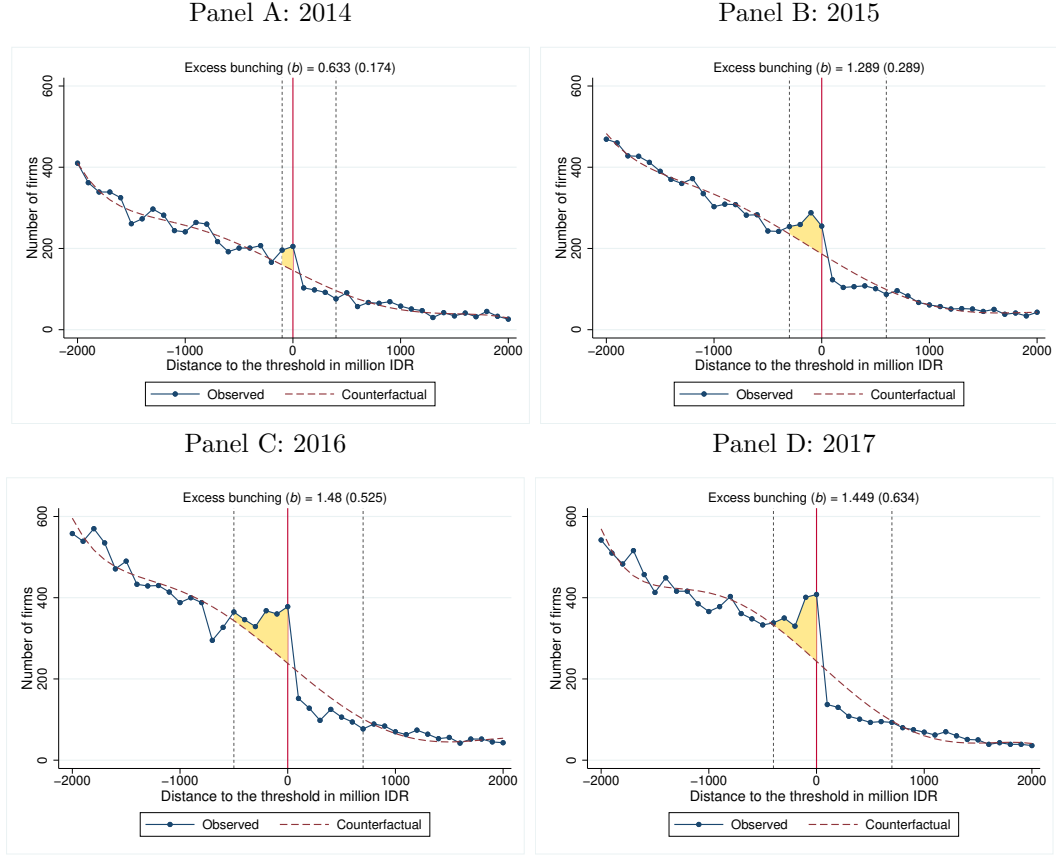 Panel A: 2014
Excess bunching (b) = 0.633 (0.174)
Number of firms
600
400
200
0
−2000
−1000
0
1000
2000
Distance to the threshold in million IDR
Observed
Counterfactual
Panel B: 2015
Excess bunching (b) = 1.289 (0.289)
Number of firms
600
400
200
0
−2000
−1000
0
1000
2000
Distance to the threshold in million IDR
Observed
Counterfactual
Panel C: 2016
Excess bunching (b) = 1.48 (0.525)
Number of firms
600
400
200
0
−2000
−1000
0
1000
2000
Distance to the threshold in million IDR
Observed
Counterfactual
Panel D: 2017
Excess bunching (b) = 1.449 (0.634)
Number of firms
600
400
200
0
−2000
−1000
0
1000
2000
Distance to the threshold in million IDR
Observed
Counterfactual